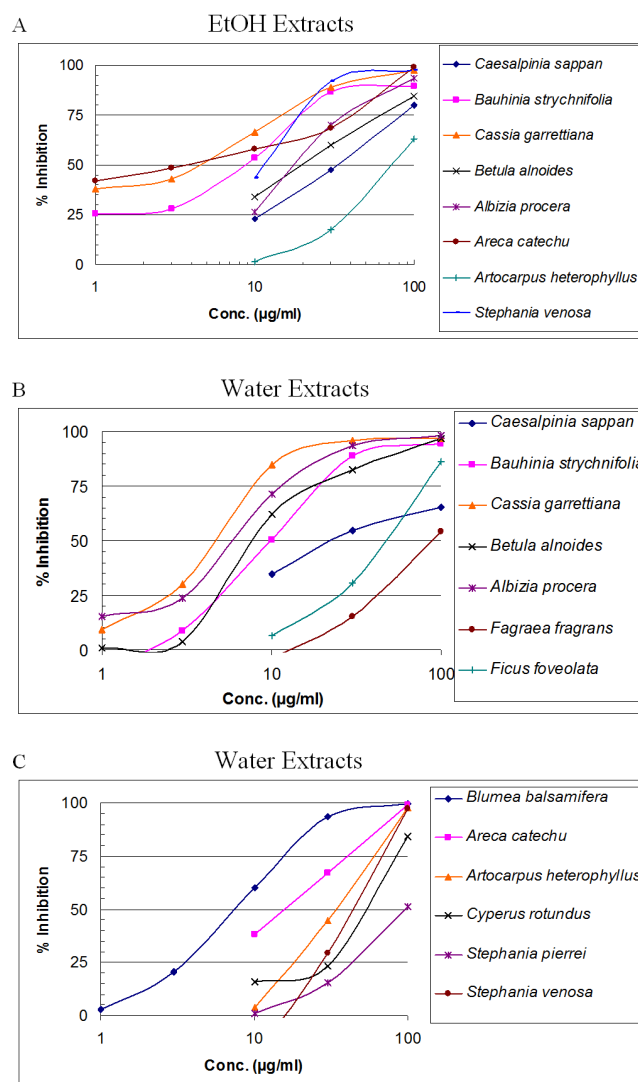 A
EtOH Extracts
100
75
50
25
0
% Inhibition
1
10
100
Conc. (µg/ml)
Caesalpinia sappan
Bauhinia strychnifolia
Cassia garrettiana
Betula alnoides
Albizia procera
Areca catechu
Artocarpus heterophyllus
Stephania venosa
B
Water Extracts
100
75
50
25
0
% Inhibition
1
10
100
Conc. (µg/ml)
Caesalpinia sappan
Bauhinia strychnifolia
Cassia garrettiana
Betula alnoides
Albizia procera
Fagraea fragrans
Ficus foveolata
C
Water Extracts
100
75
50
25
0
% Inhibition
1
10
100
Conc. (µg/ml)
Blumea balsamifera
Areca catechu
Artocarpus heterophyllus
Cyperus rotundus
Stephania pierrei
Stephania venosa